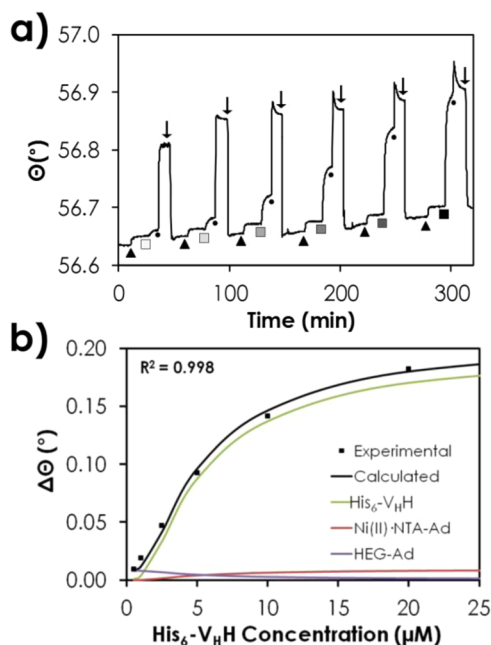 a)
57.0
56.9
56.8
56.7
56.6
Θ(°)
0 100 200 300
Time (min)
b)
0.20
0.15
0.10
0.05
0.00
ΔΘ (°)
R² = 0.998
Experimental
Calculated
His₆-VHH
Ni(II)·NTA-Ad
HEG-Ad
0 5 10 15 20 25
His₆-VHH Concentration (µM)